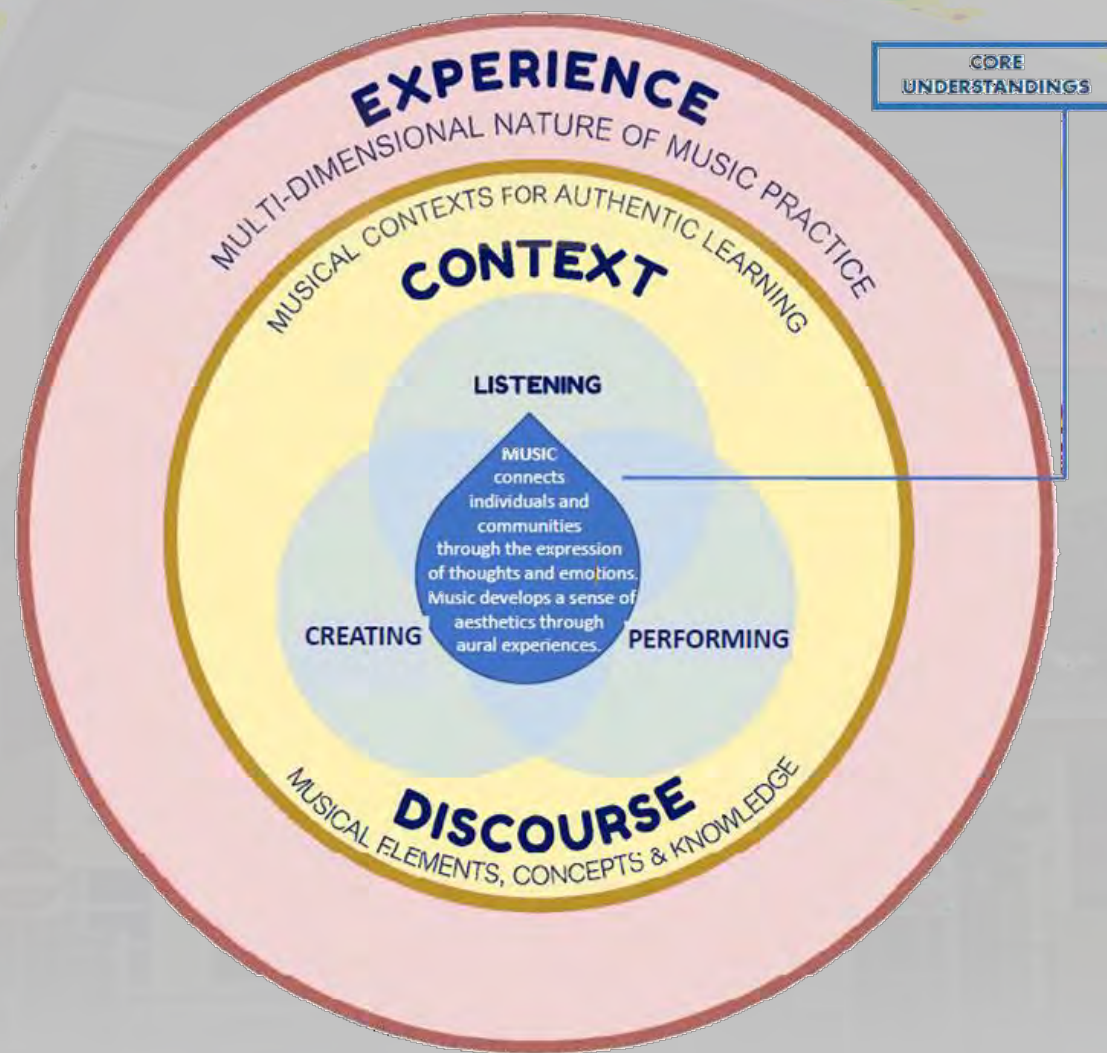 EXPERIENCE
MULTI-DIMENSIONAL NATURE OF MUSIC PRACTICE
CORE
UNDERSTANDINGS
MUSICAL CONTEXTS FOR AUTHENTIC LEARNING
CONTEXT
LISTENING
MUSIC
connects
individuals and
communities
through the expression
of thoughts and emotions.
Music develops a sense of
aesthetics through
aural experiences.
CREATING
PERFORMING
DISCOURSE
MUSICAL ELEMENTS, CONCEPTS & KNOWLEDGE